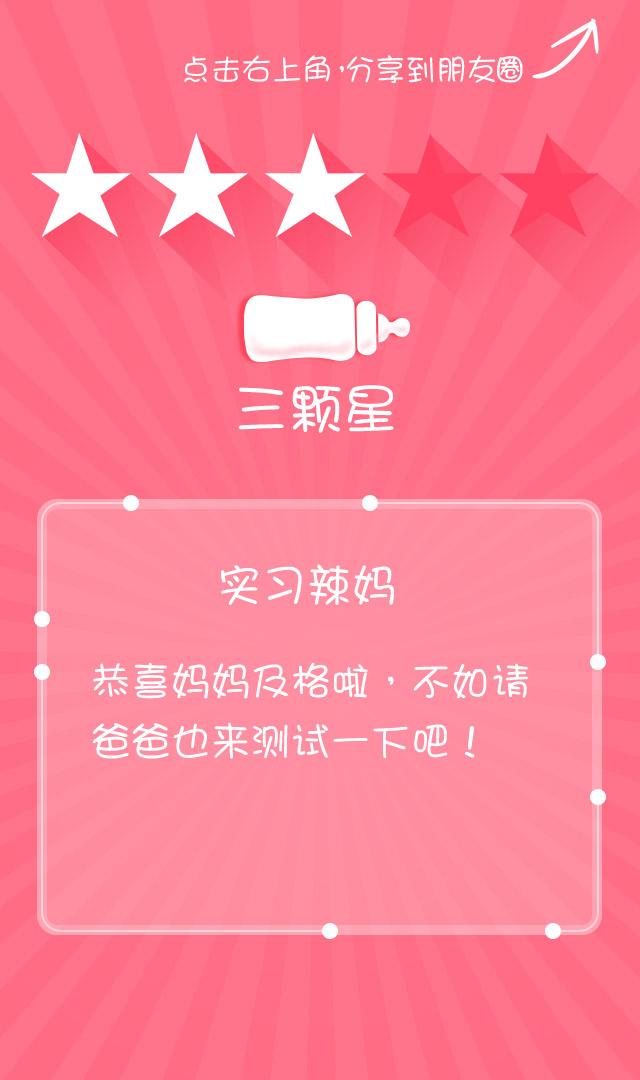 点击右上角，分享到朋友圈
三颗星
实习辣妈
恭喜妈妈及格啦，不如请
爸爸也来测试一下吧！